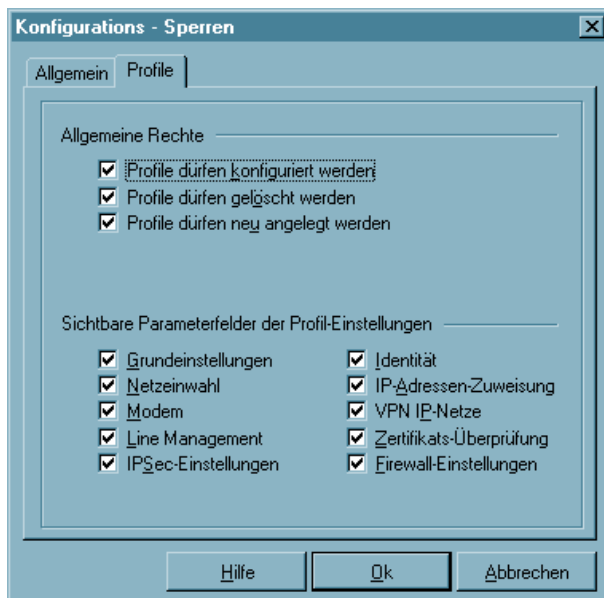 Konfigurations - Sperren
Allgemein
Profile
Allgemeine Rechte
Profile dürfen konfiguriert werden
Profile dürfen gelöscht werden
Profile dürfen neu angelegt werden
Sichtbare Parameterfelder der Profil-Einstellungen
Grundeinstellungen
Netzeinwahl
Modem
Line Management
IPSec-Einstellungen
Identität
IP-Adressen-Zuweisung
VPN IP-Netze
Zertifikats-Überprüfung
Firewall-Einstellungen
Hilfe
Ok
Abbrechen